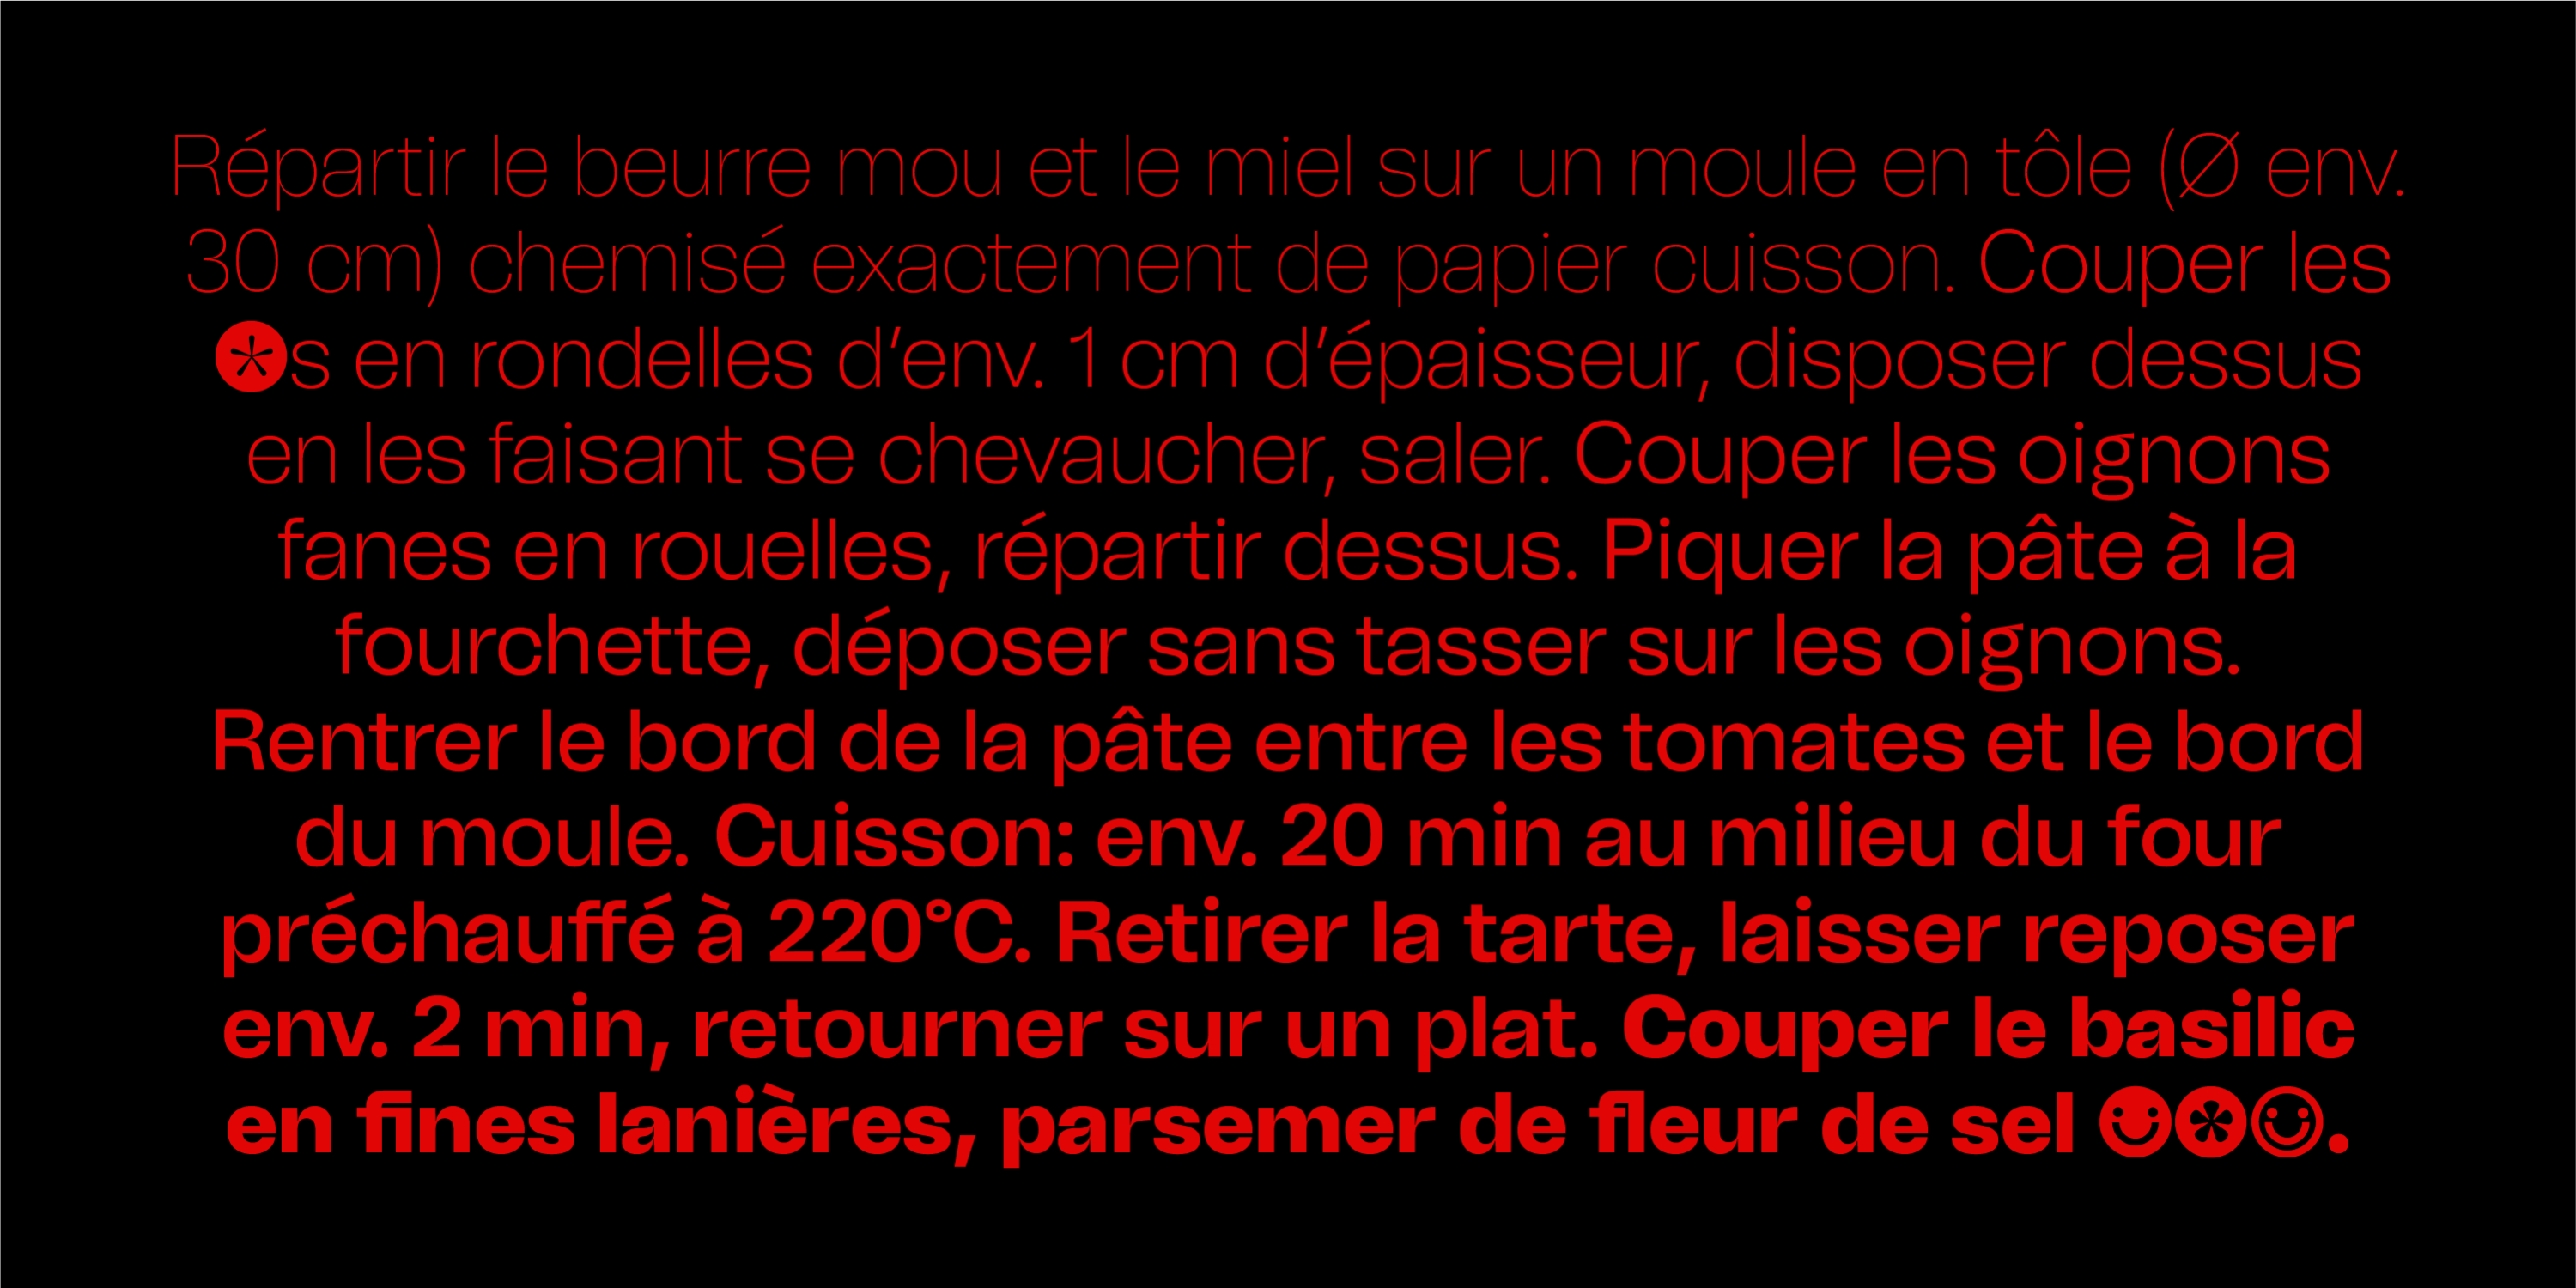 Répartir le beurre mou et le miel sur un moule en tôle (Ø env.
30 cm) chemisé exactement de papier cuisson. Couper les
✪s en rondelles d’env. 1 cm d’épaisseur, disposer dessus
en les faisant se chevaucher, saler. Couper les oignons
fanes en rouelles, répartir dessus. Piquer la pâte à la
fourchette, déposer sans tasser sur les oignons.
Rentrer le bord de la pâte entre les tomates et le bord
du moule. Cuisson: env. 20 min au milieu du four
préchauffé à 220°C. Retirer la tarte, laisser reposer
env. 2 min, retourner sur un plat. Couper le basilic
en fines lanières, parsemer de fleur de sel ☻✪☺.